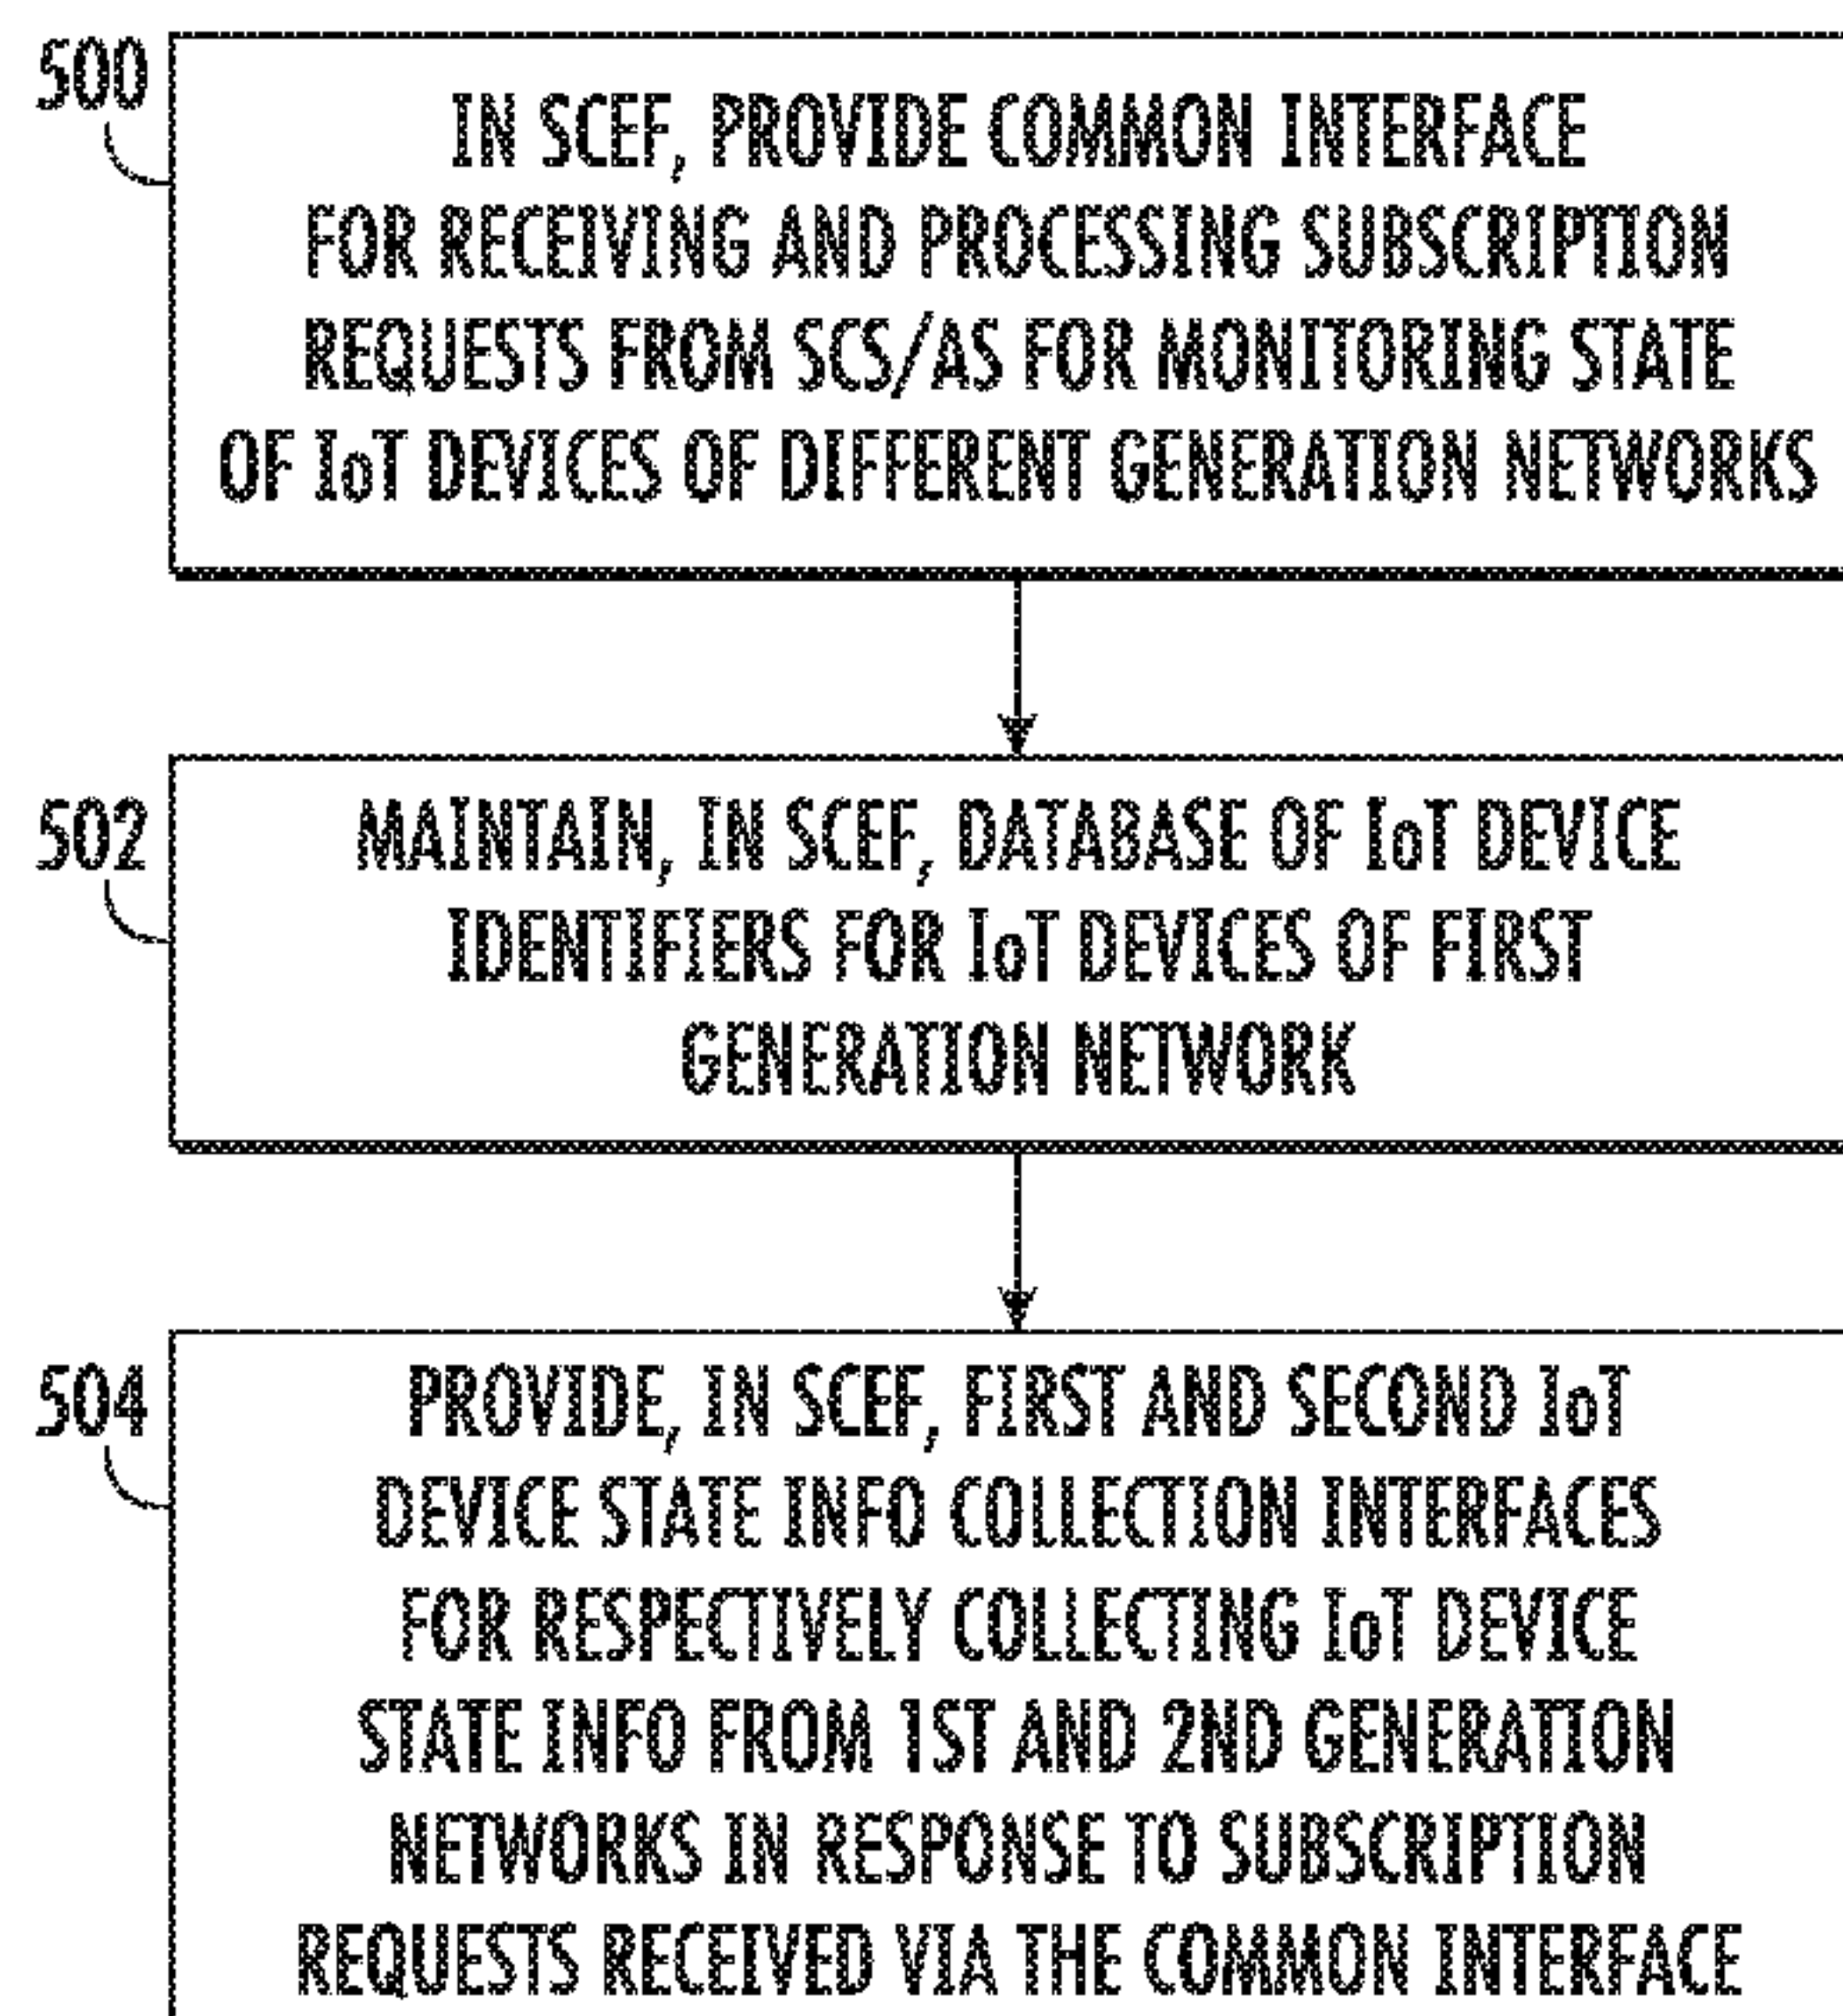 500
IN SCEF, PROVIDE COMMON INTERFACE
FOR RECEIVING AND PROCESSING SUBSCRIPTION
REQUESTS FROM SCS/AS FOR MONITORING STATE
OF IoT DEVICES OF DIFFERENT GENERATION NETWORKS
502
MAINTAIN, IN SCEF, DATABASE OF IoT DEVICE
IDENTIFIERS FOR IoT DEVICES OF FIRST
GENERATION NETWORK
504
PROVIDE, IN SCEF, FIRST AND SECOND IoT
DEVICE STATE INFO COLLECTION INTERFACES
FOR RESPECTIVELY COLLECTING IoT DEVICE
STATE INFO FROM 1ST AND 2ND GENERATION
NETWORKS IN RESPONSE TO SUBSCRIPTION
REQUESTS RECEIVED VIA THE COMMON INTERFACE